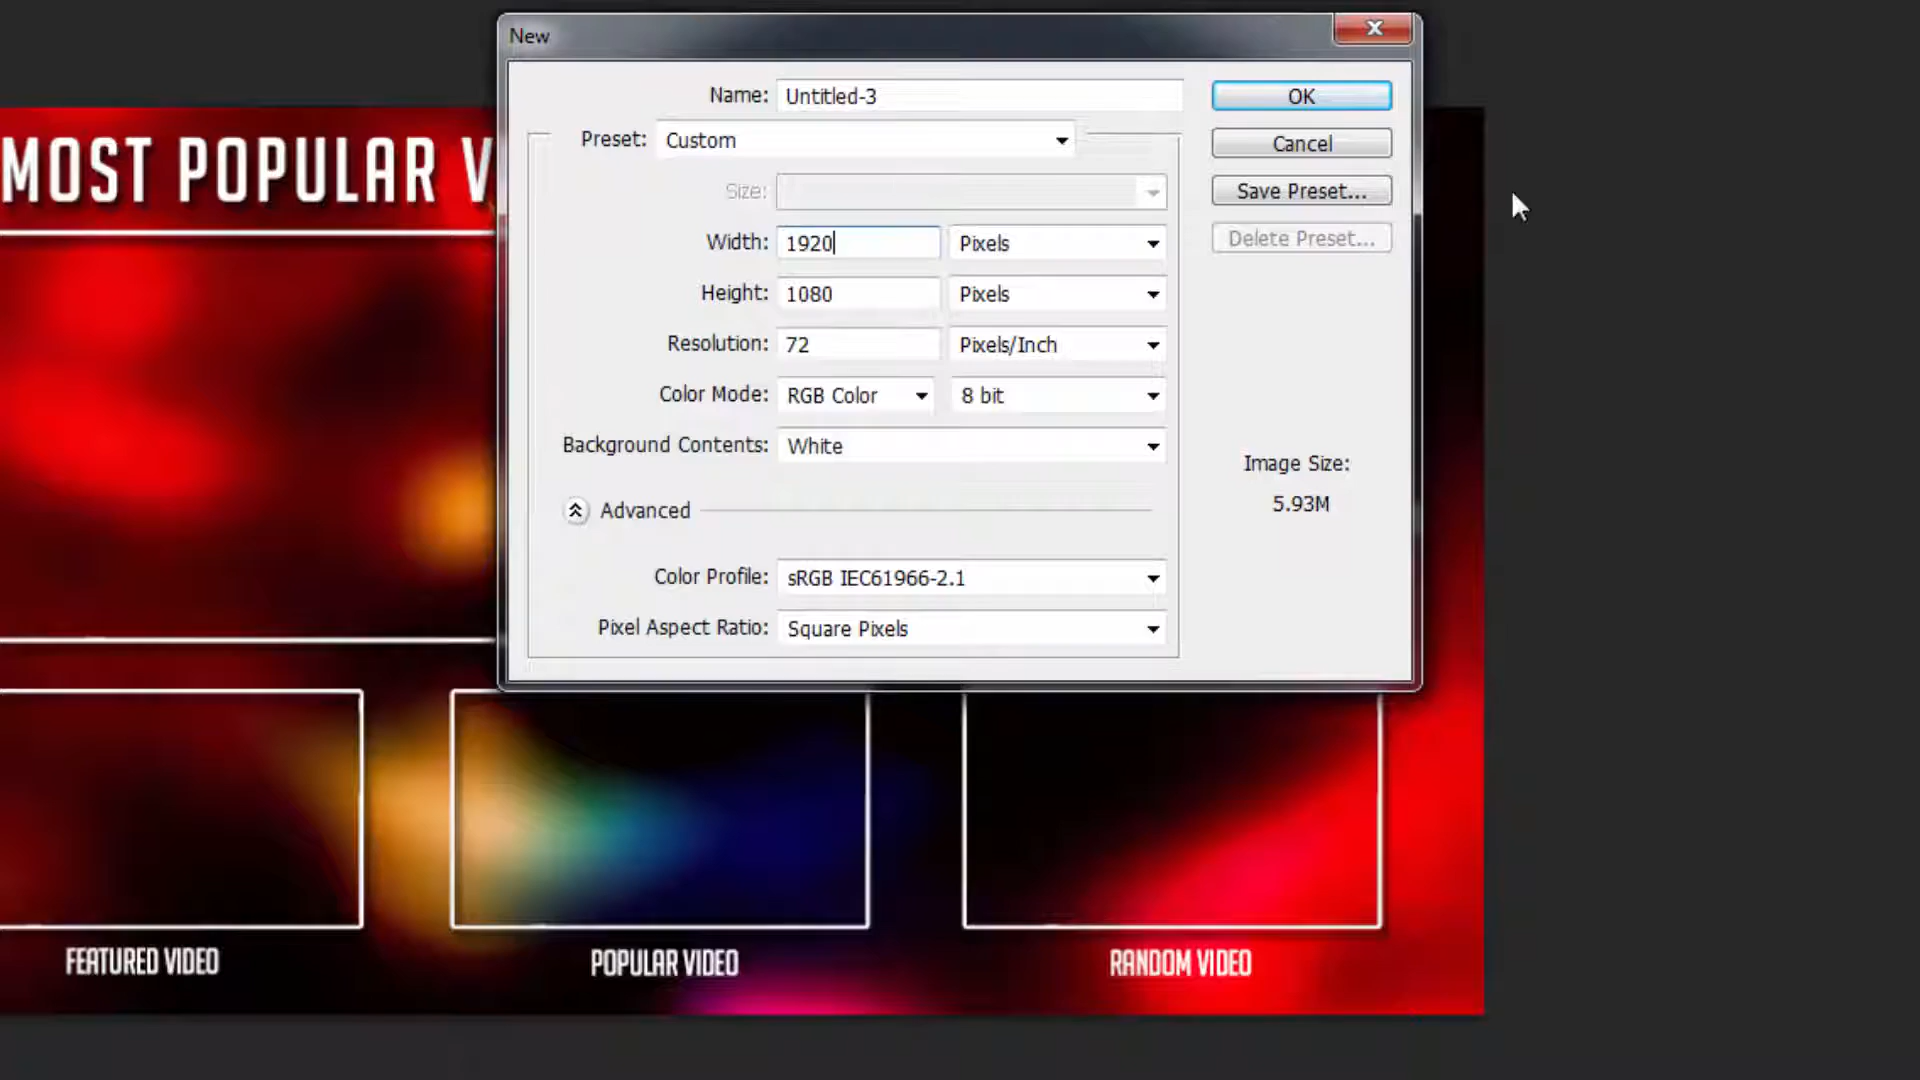 New
Name: Untitled-3
OK
Preset: Custom
Cancel
Size:
Save Preset...
Width: 1920 Pixels
Delete Preset...
Height: 1080 Pixels
Resolution: 72 Pixels/Inch
Color Mode: RGB Color 8 bit
Background Contents: White
Image Size:
5.93M
Advanced
Color Profile: sRGB IEC61966-2.1
Pixel Aspect Ratio: Square Pixels
MOST POPULAR V
FEATURED VIDEO
POPULAR VIDEO
RANDOM VIDEO